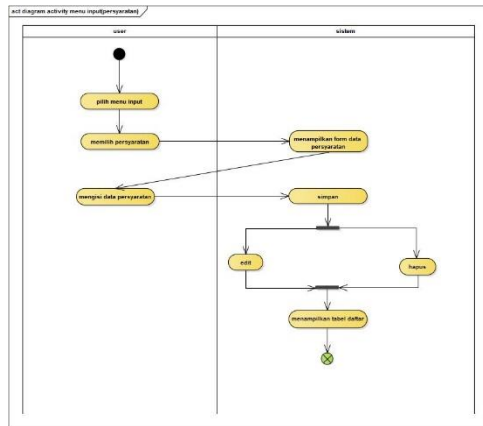 act diagram activity menu input(persyaratan)
user
sistem
pilih menu input
memilih persyaratan
menampilkan form data
persyaratan
mengisi data persyaratan
simpan
edit
hapus
menampilkan tabel daftar